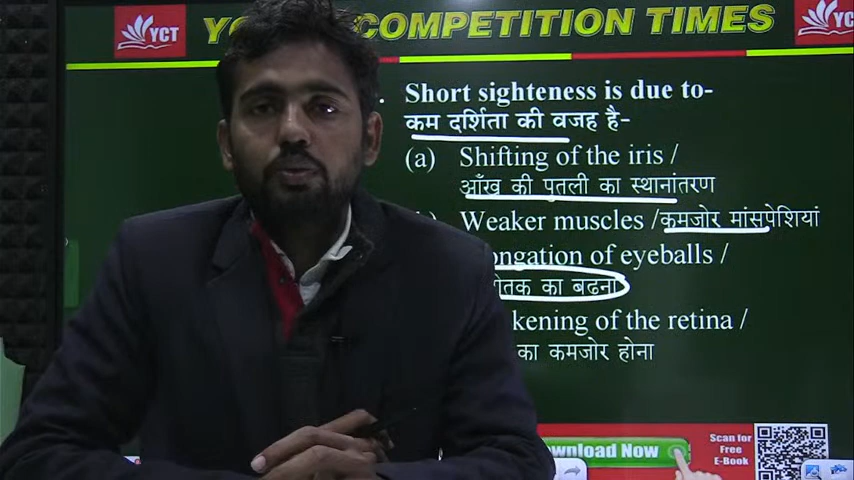 YCT
COMPETITION TIMES
YCT
Short sighteness is due to-
कम दर्शिता की वजह है-
(a) Shifting of the iris /
आँख की पुतली का स्थानांतरण
Weaker muscles /कमजोर मांसपेशियां
ongation of eyeballs /
का बढना
kening of the retina /
का कमजोर होना
wnload Now
Scan for
Free
E-Book